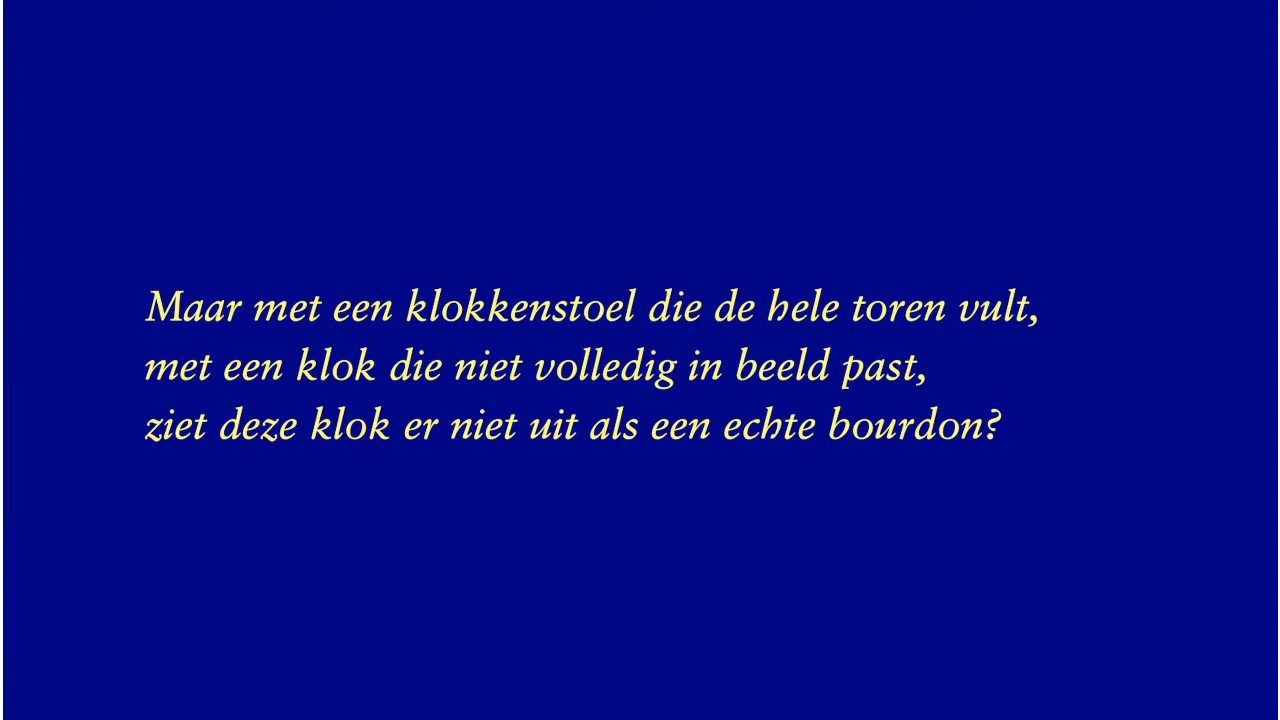 Maar met een klokkenstoel die de hele toren vult,
met een klok die niet volledig in beeld past,
ziet deze klok er niet uit als een echte bourdon?